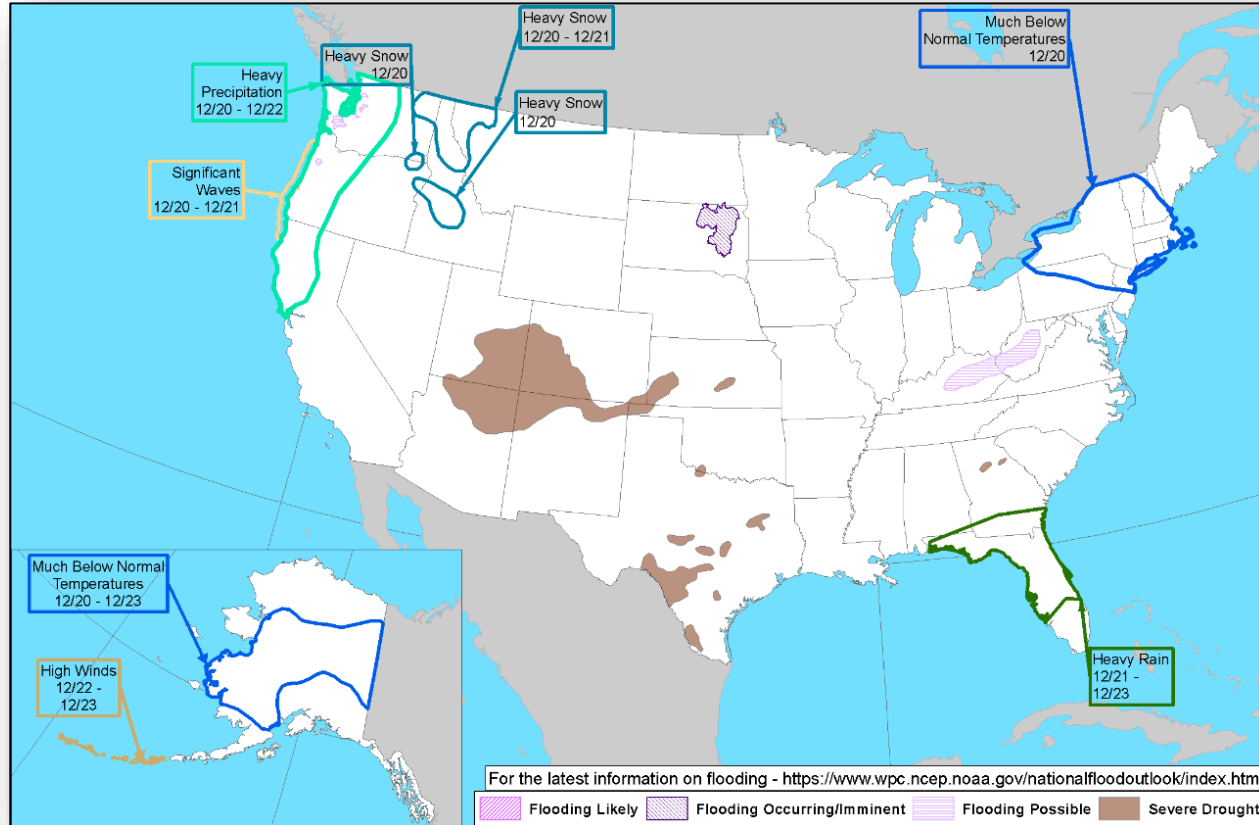 Heavy Snow
12/20 - 12/21
Much Below
Normal Temperatures
12/20
Heavy Snow
12/20
Heavy
Precipitation
12/20 - 12/22
Heavy Snow
12/20
Significant
Waves
12/20 - 12/21
Much Below Normal
Temperatures
12/20 - 12/23
High Winds
12/22 -
12/23
Heavy Rain
12/21 -
12/23
For the latest information on flooding - https://www.wpc.ncep.noaa.gov/nationalfloodoutlook/index.htm
Flooding Likely
Flooding Occurring/Imminent
Flooding Possible
Severe Drought